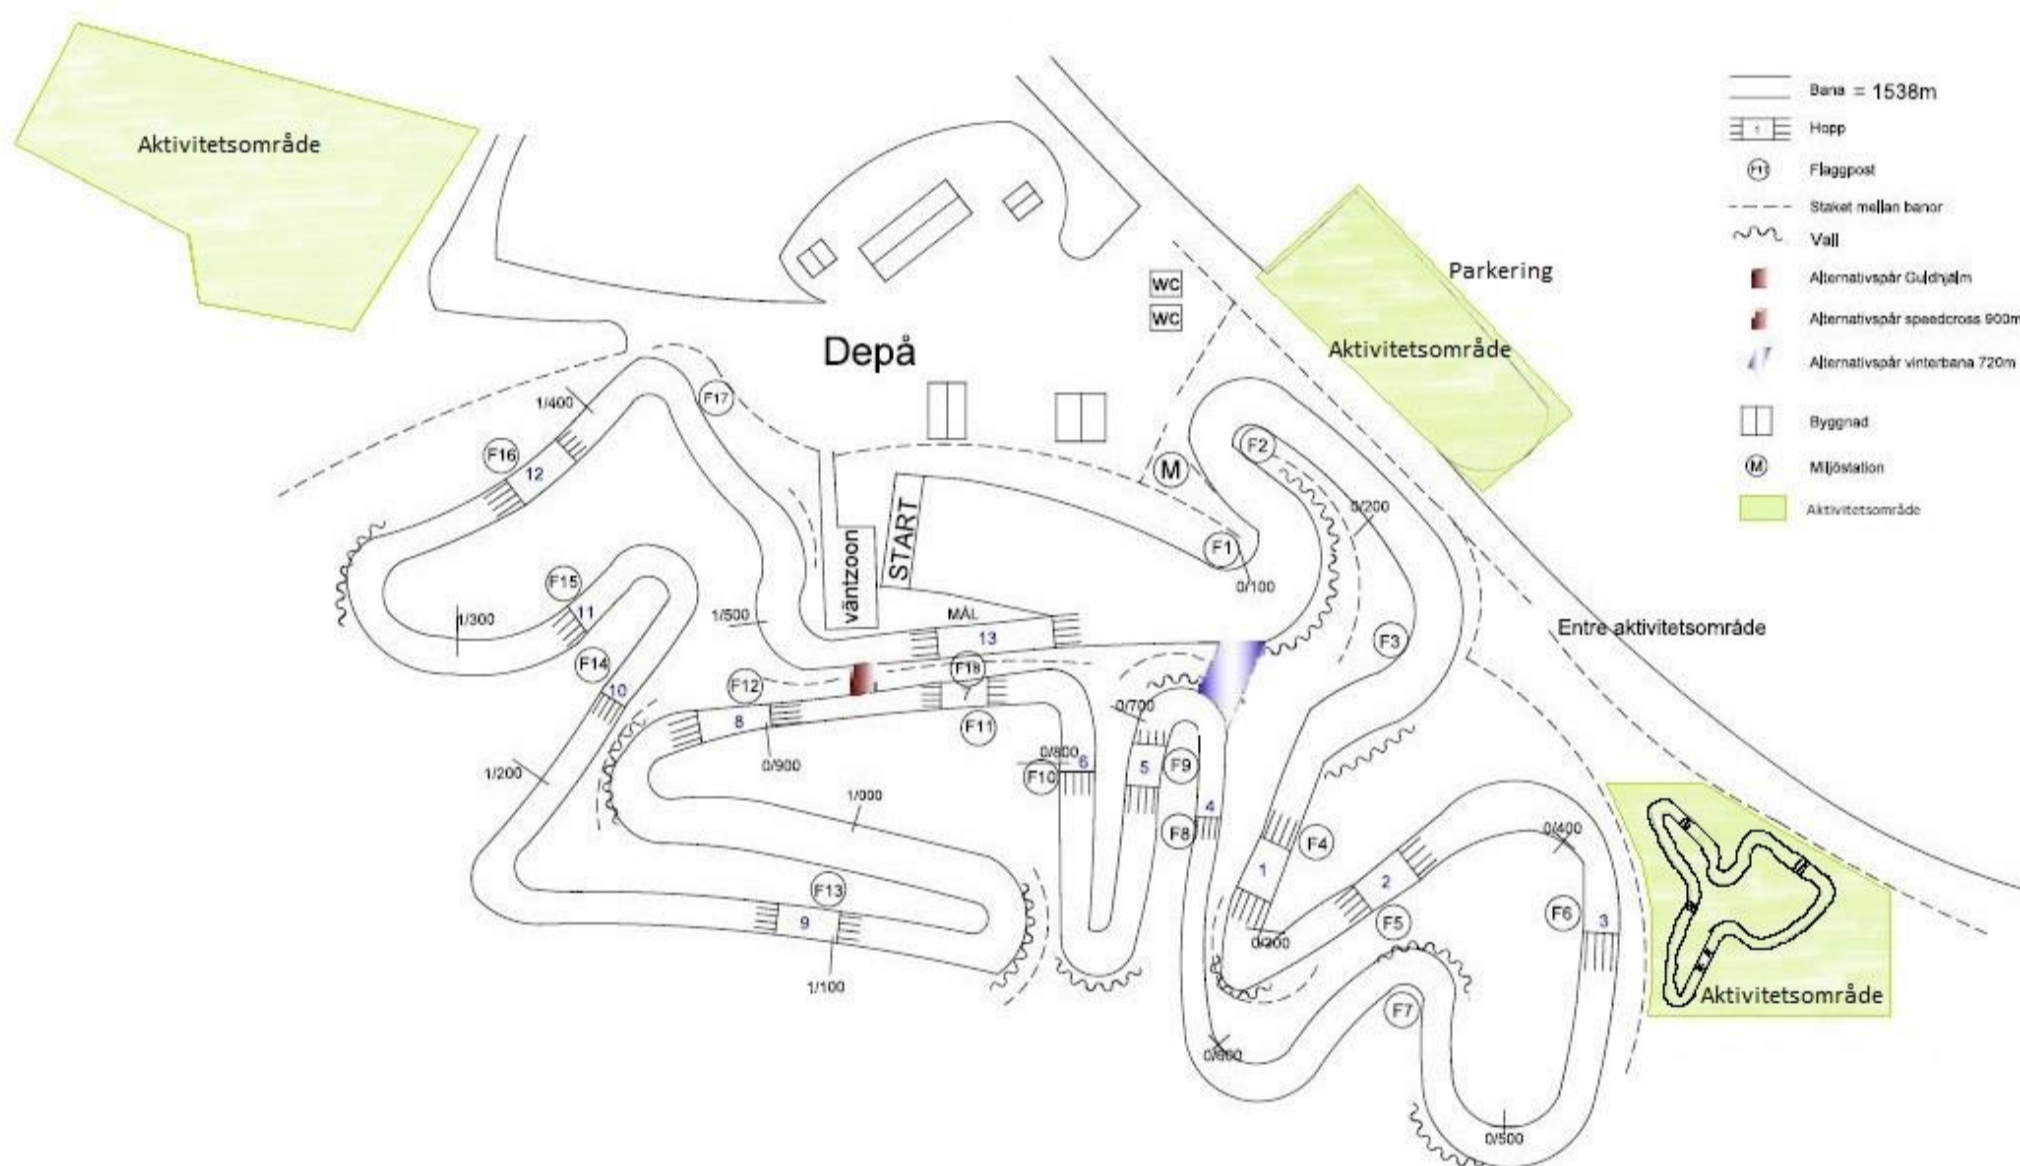 Aktivitetsområde
Bana = 1538m
1 Hopp
F11 Flaggpost
Staket mellan banor
Vall
Alternativspår Guldhjälm
Alternativspår speedcross 900m
Alternativspår vinterbana 720m
Byggnad
M Miljöstation
Aktivitetsområde
Parkering
Aktivitetsområde
WC
WC
Depå
1/400
F17
F16
12
F2
M
0/200
START
F1
0/100
väntzoon
F15
11
1/300
1/500
MÅL
13
F3
Entre aktivitetsområde
F14
10
F12
F18
7
F11
8
0/900
0/700
1/200
0/800
6
F10
5
F9
4
F8
1/000
F4
0/400
1
2
F13
9
F5
F6
3
0/300
1/100
F7
Aktivitetsområde
0/600
0/500